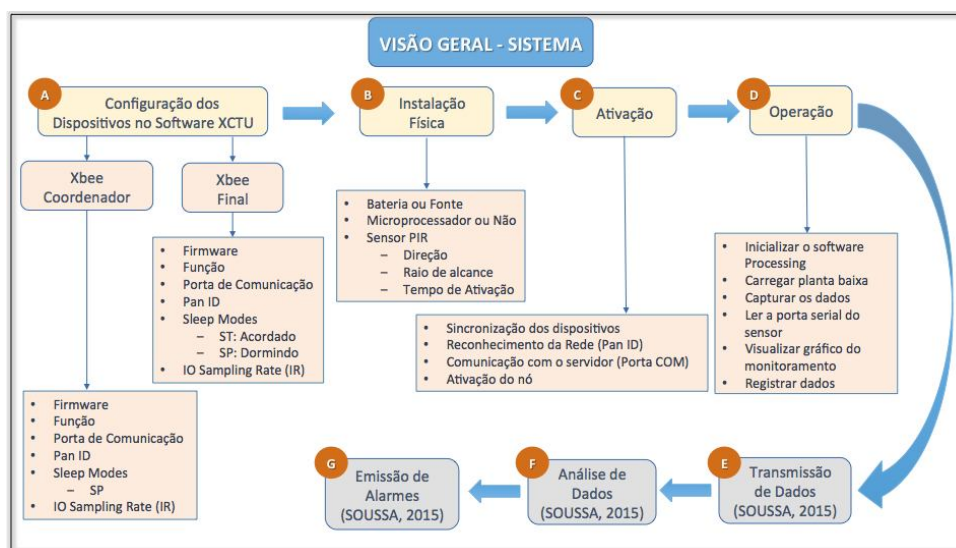 VISÃO GERAL - SISTEMA
A
Configuração dos
Dispositivos no Software XCTU
B
Instalação
Física
C
Ativação
D
Operação
Xbee
Coordenador
Xbee
Final
• Firmware
• Função
• Porta de Comunicação
• Pan ID
• Sleep Modes
– ST: Acordado
– SP: Dormindo
• IO Sampling Rate (IR)
• Firmware
• Função
• Porta de Comunicação
• Pan ID
• Sleep Modes
– SP
• IO Sampling Rate (IR)
• Bateria ou Fonte
• Microprocessador ou Não
• Sensor PIR
– Direção
– Raio de alcance
– Tempo de Ativação
• Sincronização dos dispositivos
• Reconhecimento da Rede (Pan ID)
• Comunicação com o servidor (Porta COM)
• Ativação do nó
• Inicializar o software
Processing
• Carregar planta baixa
• Capturar os dados
• Ler a porta serial do
sensor
• Visualizar gráfico do
monitoramento
• Registrar dados
E
Transmissão
de Dados
(SOUSSA, 2015)
F
Análise de
Dados
(SOUSSA, 2015)
G
Emissão de
Alarmes
(SOUSSA, 2015)